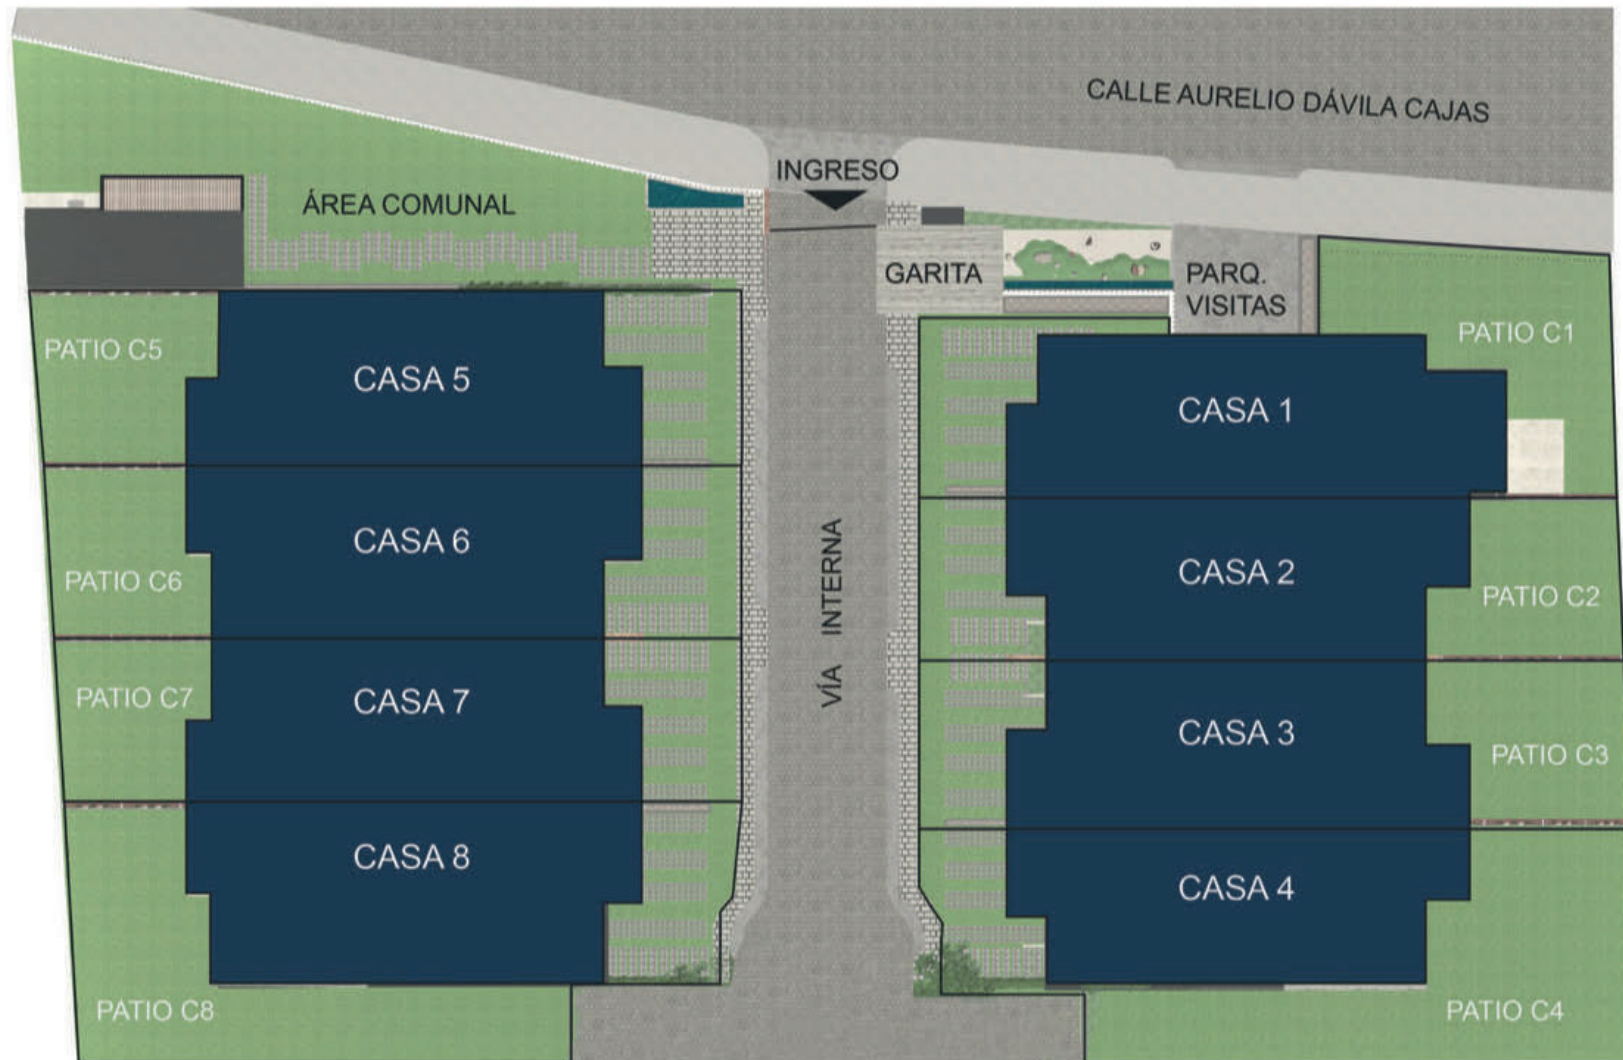 CALLE AURELIO DÁVILA CAJAS
INGRESO
ÁREA COMUNAL
GARITA
PARQ.
VISITAS
PATIO C5
CASA 5
CASA 1
PATIO C1
CASA 6
PATIO C6
VÍA INTERNA
CASA 2
PATIO C2
PATIO C7
CASA 7
CASA 3
PATIO C3
CASA 8
CASA 4
PATIO C8
PATIO C4